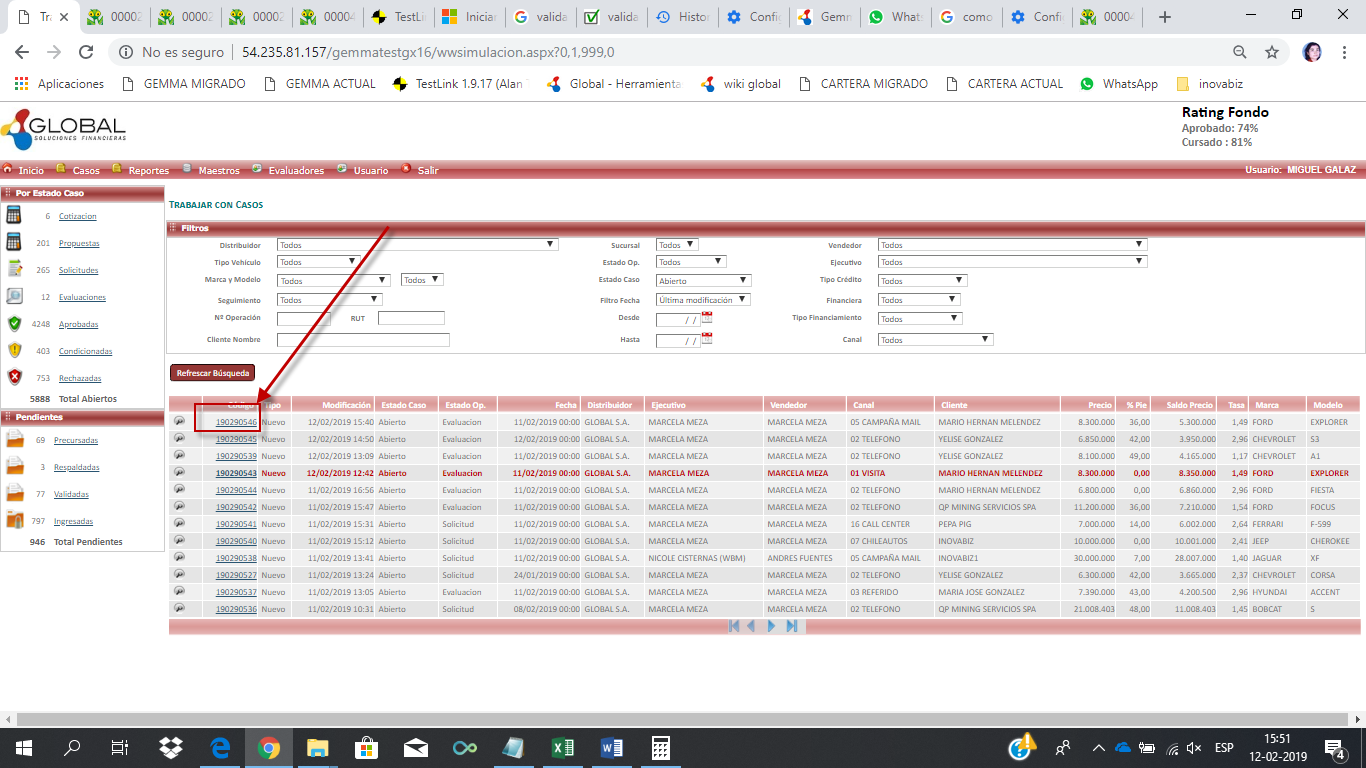 Tra
00002
00002
00002
00004
TestLin
Iniciar
valida
valida
Histor
Config
Gemm
Whats
como
Config
00004
No es seguro
54.235.81.157/gemmatestgx16/wwsimulacion.aspx?0,1,999,0
Aplicaciones
GEMMA MIGRADO
GEMMA ACTUAL
TestLink 1.9.17 (Alan
Global - Herramienta
wiki global
CARTERA MIGRADO
CARTERA ACTUAL
WhatsApp
inovabiz
GLOBAL
SOLUCIONES FINANCIERAS
Rating Fondo
Aprobado: 74%
Cursado : 81%
Inicio Casos Reportes Maestros Evaluadores Usuario Salir Usuario: MIGUEL GALAZ
Por Estado Caso
6 Cotizacion
201 Propuestas
265 Solicitudes
12 Evaluaciones
4248 Aprobadas
403 Condicionadas
753 Rechazadas
5888 Total Abiertos
Pendientes
69 Precursadas
3 Respaldadas
77 Validadas
797 Ingresadas
946 Total Pendientes
TRABAJAR CON CASOS
Filtros
Distribuidor Todos Sucursal Todos Vendedor Todos
Tipo Vehículo Todos Estado Op. Todos Ejecutivo Todos
Marca y Modelo Todos Todos Estado Caso Abierto Tipo Crédito Todos
Seguimiento Todos Filtro Fecha Última modificación Financiera Todos
Nº Operación RUT Desde / / Tipo Financiamiento Todos
Cliente Nombre Hasta / / Canal Todos
Refrescar Búsqueda
Código Tipo Modificación Estado Caso Estado Op. Fecha Distribuidor Ejecutivo Vendedor Canal Cliente Precio % Pie Saldo Precio Tasa Marca Modelo
190290546 Nuevo 12/02/2019 15:40 Abierto Evaluacion 11/02/2019 00:00 GLOBAL S.A. MARCELA MEZA MARCELA MEZA 05 CAMPAÑA MAIL MARIO HERNAN MELENDEZ 8.300.000 36,00 5.300.000 1,49 FORD EXPLORER
190290545 Nuevo 12/02/2019 14:50 Abierto Evaluacion 12/02/2019 00:00 GLOBAL S.A. MARCELA MEZA MARCELA MEZA 02 TELEFONO YELISE GONZALEZ 6.850.000 42,00 3.950.000 2,96 CHEVROLET S3
190290539 Nuevo 12/02/2019 13:09 Abierto Evaluacion 11/02/2019 00:00 GLOBAL S.A. MARCELA MEZA MARCELA MEZA 02 TELEFONO YELISE GONZALEZ 8.100.000 49,00 4.165.000 1,17 CHEVROLET A1
190290543 Nuevo 12/02/2019 12:42 Abierto Evaluacion 11/02/2019 00:00 GLOBAL S.A. MARCELA MEZA MARCELA MEZA 01 VISITA MARIO HERNAN MELENDEZ 8.300.000 0,00 8.350.000 1,49 FORD EXPLORER
190290544 Nuevo 11/02/2019 16:56 Abierto Evaluacion 11/02/2019 00:00 GLOBAL S.A. MARCELA MEZA MARCELA MEZA 02 TELEFONO MARIO HERNAN MELENDEZ 6.800.000 0,00 6.860.000 2,96 FORD FIESTA
190290542 Nuevo 11/02/2019 15:47 Abierto Evaluacion 11/02/2019 00:00 GLOBAL S.A. MARCELA MEZA MARCELA MEZA 02 TELEFONO QP MINING SERVICIOS SPA 11.200.000 36,00 7.210.000 1,54 FORD FOCUS
190290541 Nuevo 11/02/2019 15:31 Abierto Solicitud 11/02/2019 00:00 GLOBAL S.A. MARCELA MEZA MARCELA MEZA 16 CALL CENTER PEPA PIG 7.000.000 14,00 6.002.000 2,64 FERRARI F-599
190290540 Nuevo 11/02/2019 15:12 Abierto Solicitud 11/02/2019 00:00 GLOBAL S.A. MARCELA MEZA MARCELA MEZA 07 CHILEAUTOS INOVABIZ 10.000.000 0,00 10.001.000 2,41 JEEP CHEROKEE
190290538 Nuevo 11/02/2019 13:41 Abierto Solicitud 11/02/2019 00:00 GLOBAL S.A. NICOLE CISTERNAS (WBM) ANDRES FUENTES 05 CAMPAÑA MAIL INOVABIZ1 30.000.000 7,00 28.007.000 1,40 JAGUAR XF
190290527 Nuevo 11/02/2019 13:24 Abierto Solicitud 24/01/2019 00:00 GLOBAL S.A. MARCELA MEZA MARCELA MEZA 02 TELEFONO YELISE GONZALEZ 6.300.000 42,00 3.665.000 2,37 CHEVROLET CORSA
190290537 Nuevo 11/02/2019 13:05 Abierto Evaluacion 11/02/2019 00:00 GLOBAL S.A. MARCELA MEZA MARCELA MEZA 03 REFERIDO MARIA JOSE GONZALEZ 7.390.000 43,00 4.200.500 2,96 HYUNDAI ACCENT
190290536 Nuevo 11/02/2019 10:31 Abierto Solicitud 08/02/2019 00:00 GLOBAL S.A. MARCELA MEZA MARCELA MEZA 02 TELEFONO QP MINING SERVICIOS SPA 21.008.403 48,00 11.008.403 1,45 BOBCAT S
ESP
15:51
12-02-2019
4